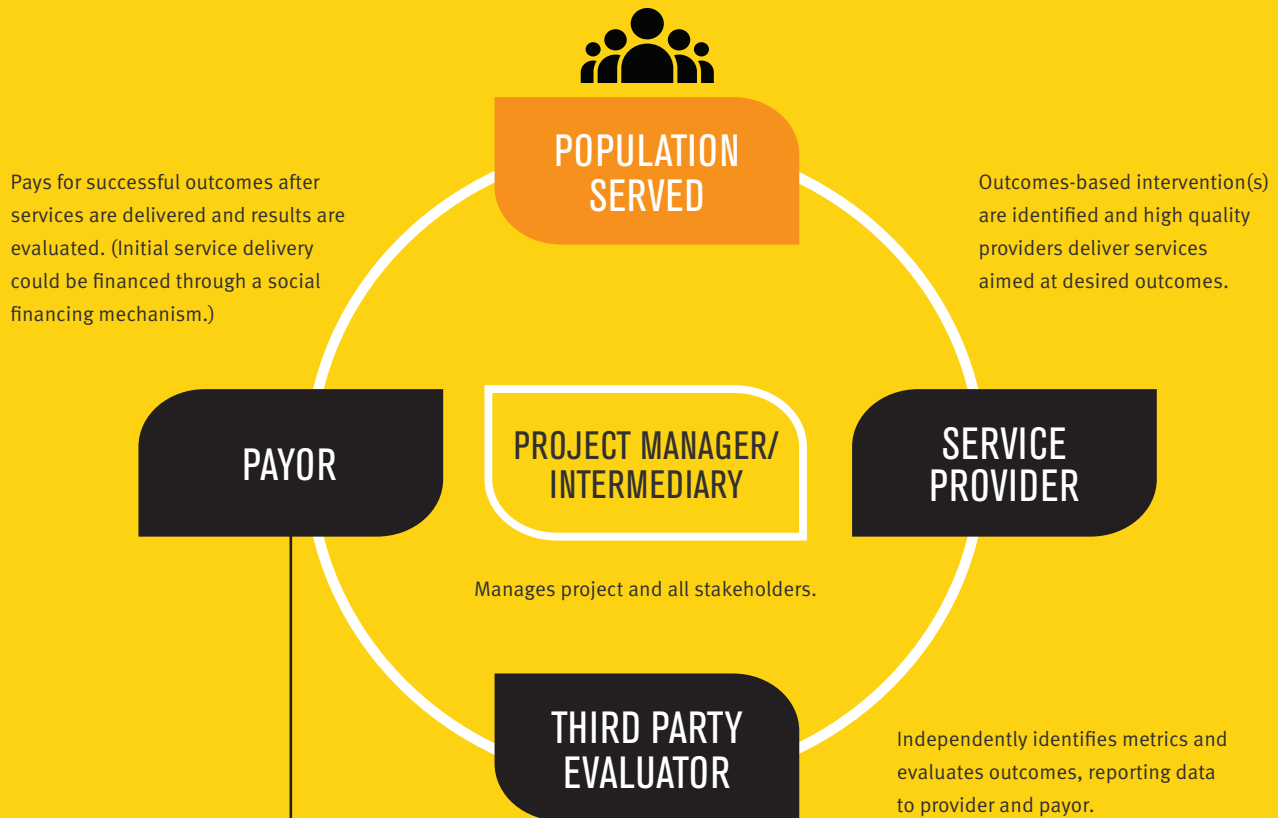 POPULATION
SERVED
Pays for successful outcomes after
services are delivered and results are
evaluated. (Initial service delivery
could be financed through a social
financing mechanism.)
Outcomes-based intervention(s)
are identified and high quality
providers deliver services
aimed at desired outcomes.
PAYOR
PROJECT MANAGER/
INTERMEDIARY
SERVICE
PROVIDER
Manages project and all stakeholders.
THIRD PARTY
EVALUATOR
Independently identifies metrics and
evaluates outcomes, reporting data
to provider and payor.